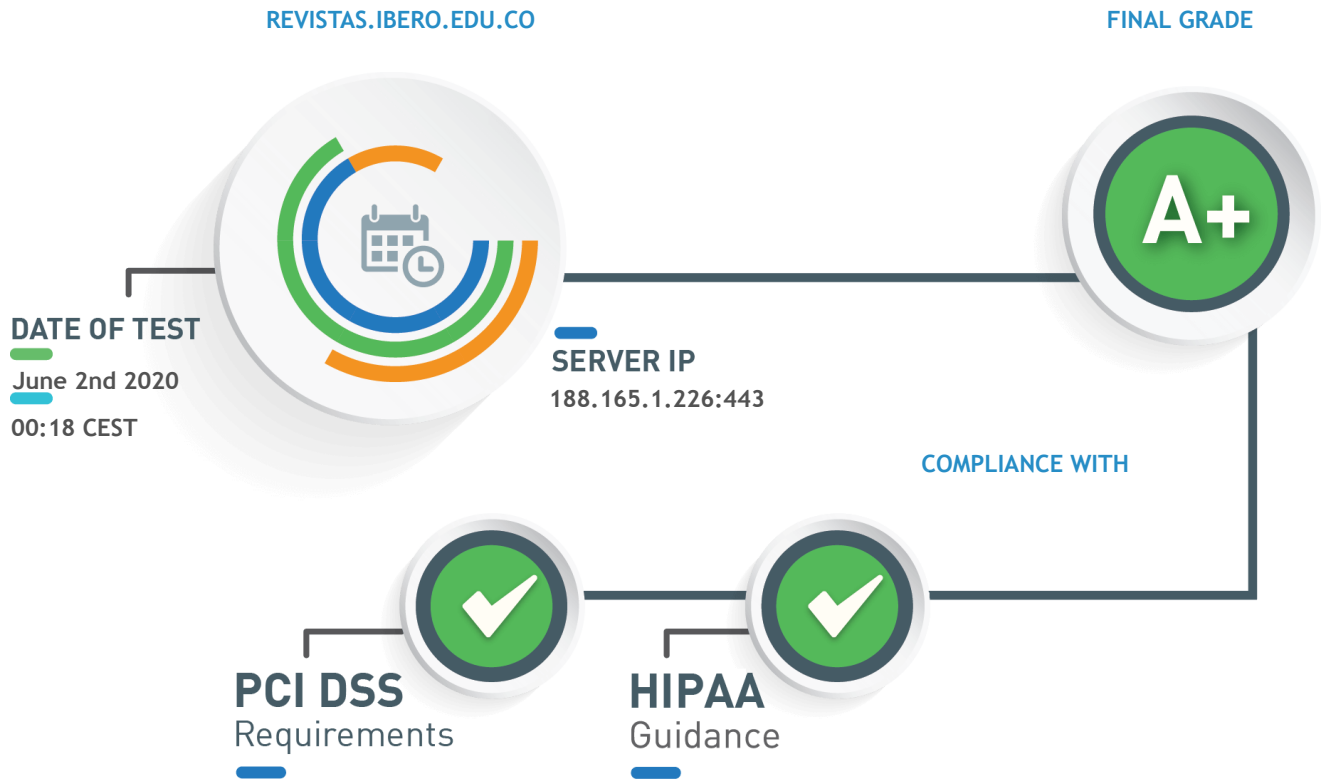 REVISTAS.IBERO.EDU.CO
FINAL GRADE
A+
DATE OF TEST
June 2nd 2020
00:18 CEST
SERVER IP
188.165.1.226:443
COMPLIANCE WITH
PCI DSS
Requirements
HIPAA
Guidance